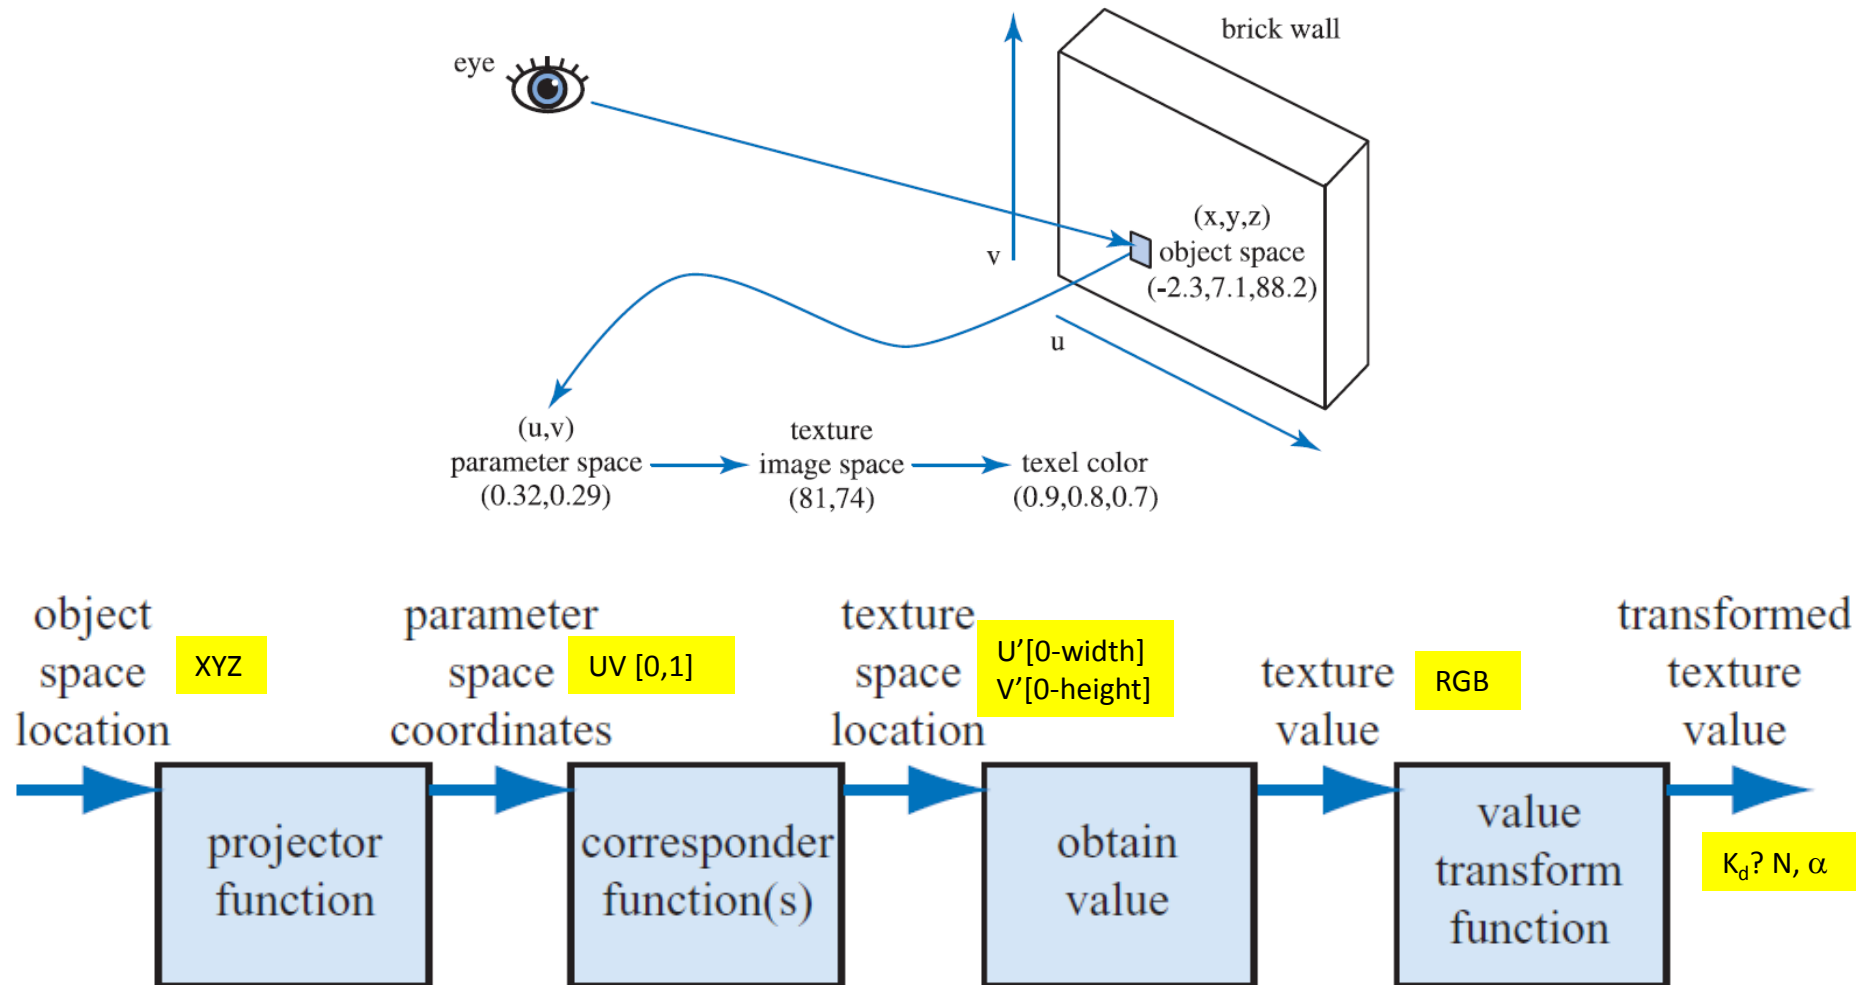 brick wall
eye
(x,y,z)
object space
(-2.3,7.1,88.2)
v
u
(u,v)
parameter space
(0.32,0.29)
texture
image space
(81,74)
texel color
(0.9,0.8,0.7)
object
space
location
XYZ
parameter
space
coordinates
UV [0,1]
texture
space
location
U’[0-width]
V’[0-height]
texture
value
RGB
transformed
texture
value
projector
function
corresponder
function(s)
obtain
value
value
transform
function
Kd? N, α